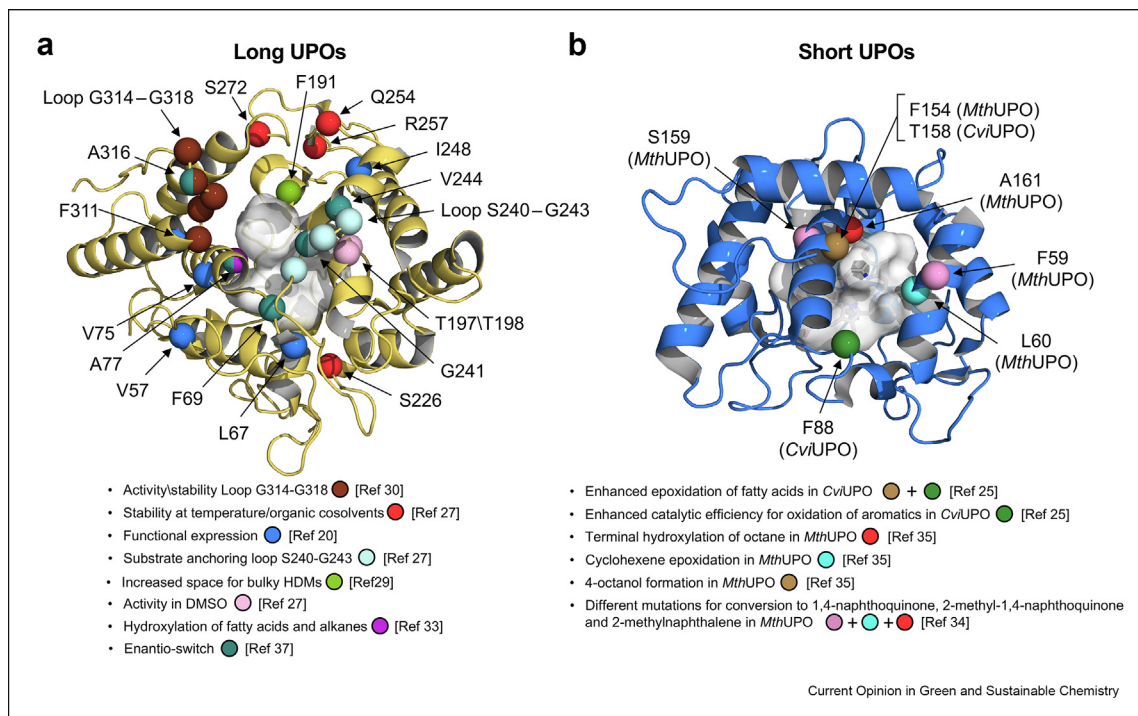 a
Long UPOs
Loop G314–G318
S272
F191
Q254
R257
I248
V244
Loop S240–G243
A316
F311
V75
A77
V57
F69
L67
T197\T198
G241
S226
• Activity\stability Loop G314-G318 [Ref 30]
• Stability at temperature/organic cosolvents [Ref 27]
• Functional expression [Ref 20]
• Substrate anchoring loop S240-G243 [Ref 27]
• Increased space for bulky HDMs [Ref29]
• Activity in DMSO [Ref 27]
• Hydroxylation of fatty acids and alkanes [Ref 33]
• Enantio-switch [Ref 37]
b
Short UPOs
F154 (MthUPO)
T158 (CviUPO)
S159
(MthUPO)
A161
(MthUPO)
F59
(MthUPO)
L60
(MthUPO)
F88
(CviUPO)
• Enhanced epoxidation of fatty acids in CviUPO + [Ref 25]
• Enhanced catalytic efficiency for oxidation of aromatics in CviUPO [Ref 25]
• Terminal hydroxylation of octane in MthUPO [Ref 35]
• Cyclohexene epoxidation in MthUPO [Ref 35]
• 4-octanol formation in MthUPO [Ref 35]
• Different mutations for conversion to 1,4-naphthoquinone, 2-methyl-1,4-naphthoquinone
and 2-methylnaphthalene in MthUPO + + [Ref 34]
Current Opinion in Green and Sustainable Chemistry